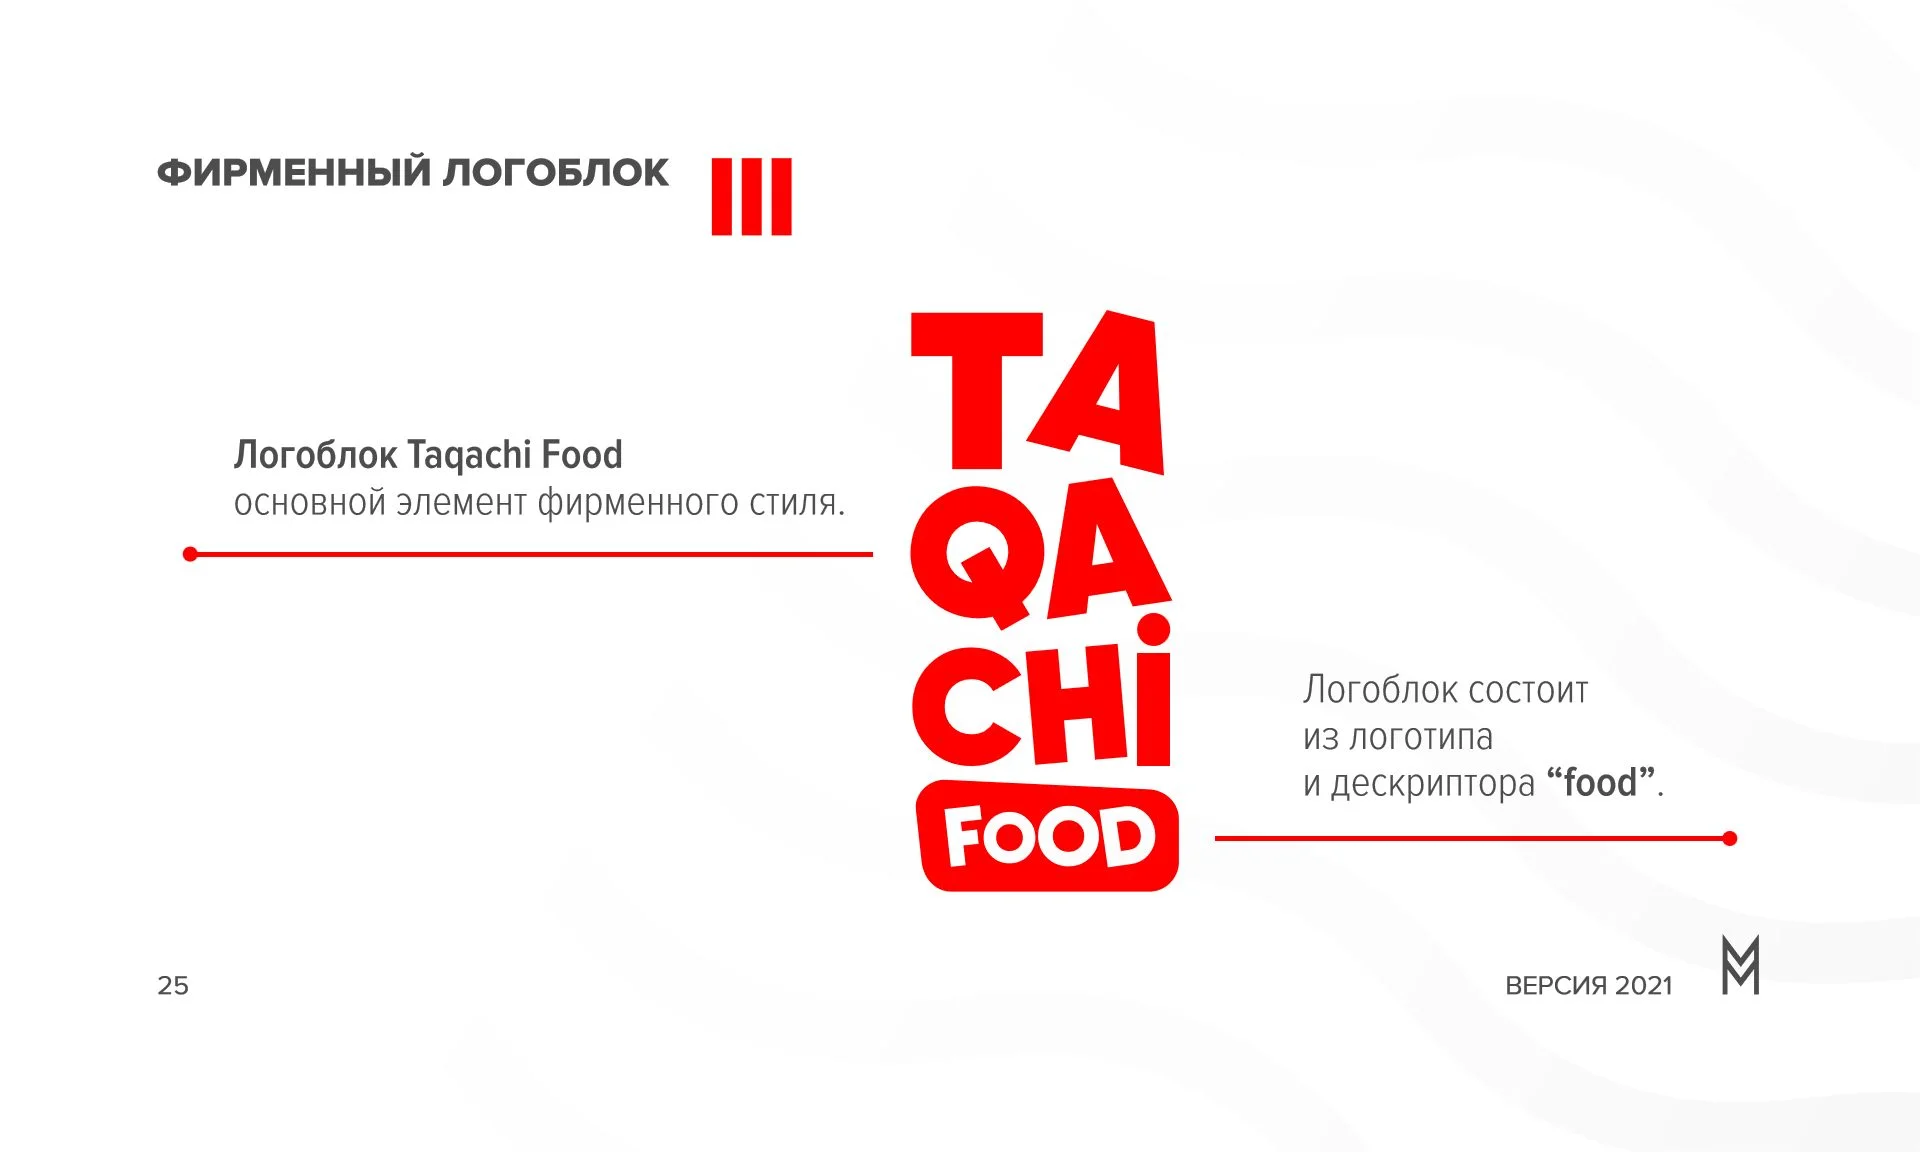 ФИРМЕННЫЙ ЛОГОБЛОК
Логоблок Taqachi Food
основной элемент фирменного стиля.
TA
QA
CHi
FOOD
Логоблок состоит
из логотипа
и дескриптора “food”.
25
ВЕРСИЯ 2021